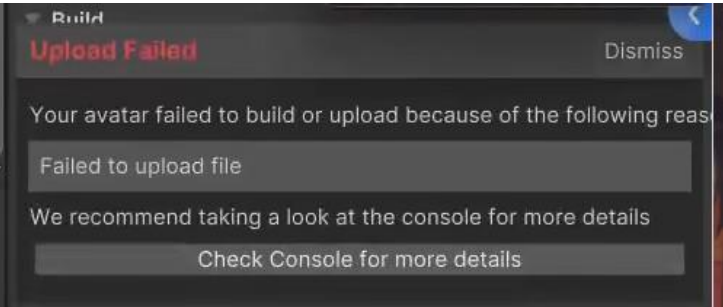 Build
Upload Failed
Dismiss
Your avatar failed to build or upload because of the following reas
Failed to upload file
We recommend taking a look at the console for more details
Check Console for more details